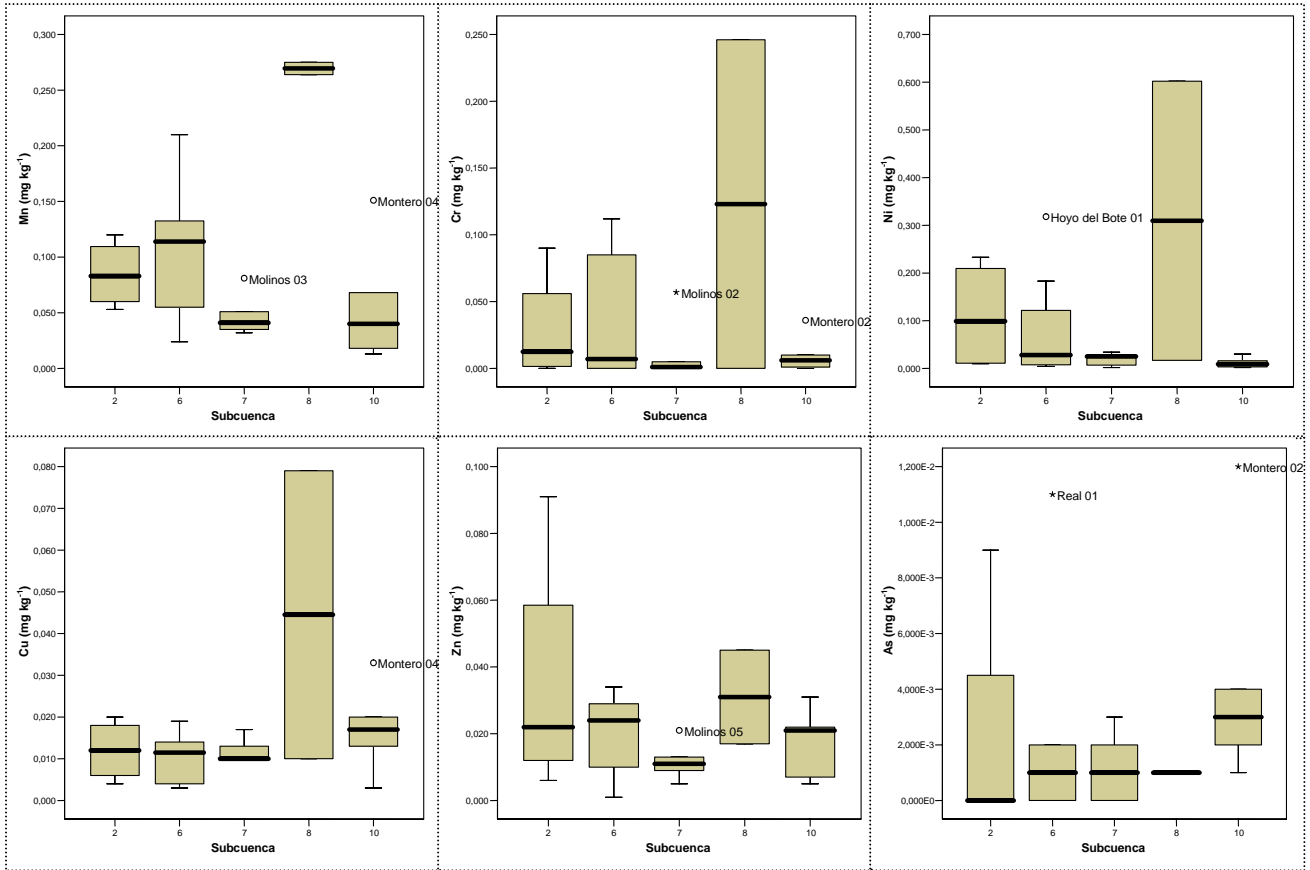 0,300
0,250
0,200
0,150
0,100
0,050
0,000
Mn (mg kg-1)
Montero 04
Molinos 03
2 6 7 8 10
Subcuenca
0,250
0,200
0,150
0,100
0,050
0,000
Cr (mg kg-1)
Molinos 02
Montero 02
2 6 7 8 10
Subcuenca
0,700
0,600
0,500
0,400
0,300
0,200
0,100
0,000
Ni (mg kg-1)
Hoyo del Bote 01
2 6 7 8 10
Subcuenca
0,080
0,070
0,060
0,050
0,040
0,030
0,020
0,010
0,000
Cu (mg kg-1)
Montero 04
2 6 7 8 10
Subcuenca
0,100
0,080
0,060
0,040
0,020
0,000
Zn (mg kg-1)
Molinos 05
2 6 7 8 10
Subcuenca
1,200E-2
1,000E-2
8,000E-3
6,000E-3
4,000E-3
2,000E-3
0,000E0
As (mg kg-1)
Montero 02
Real 01
2 6 7 8 10
Subcuenca